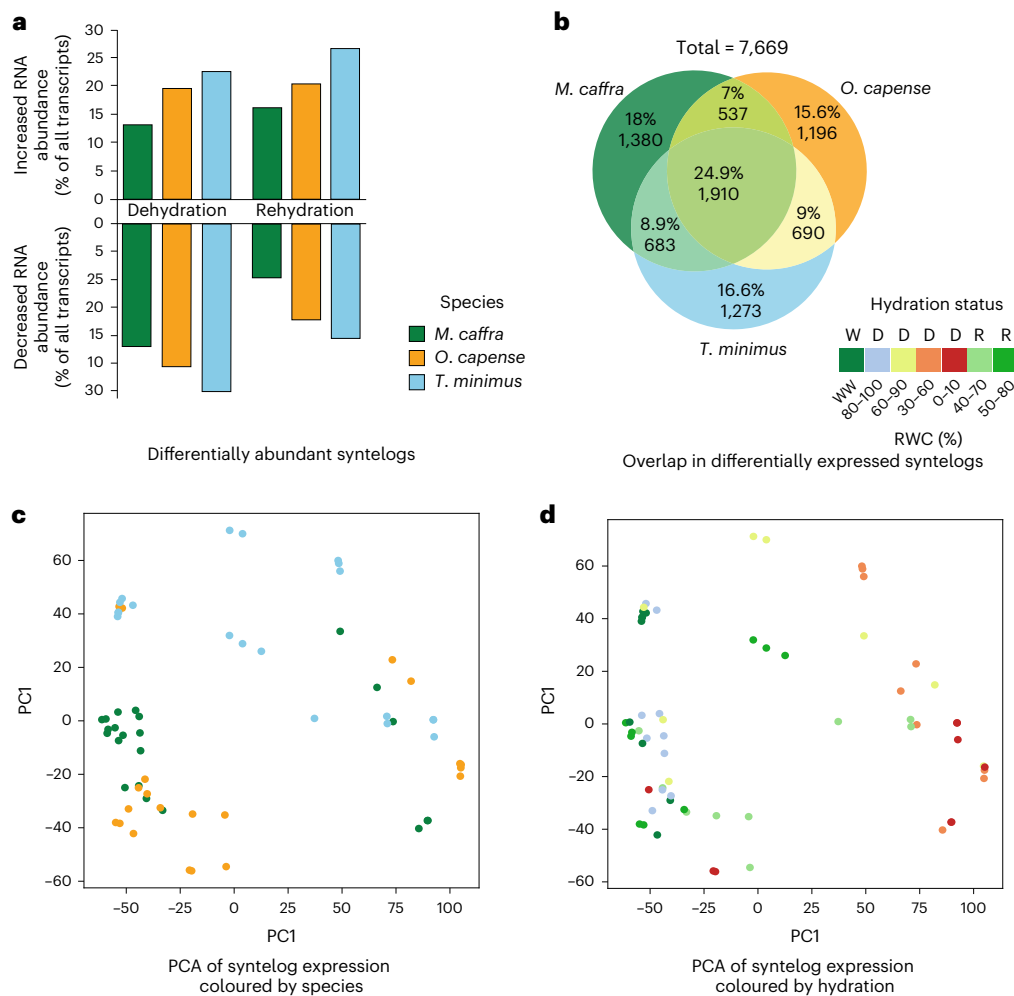 a
Increased RNA
abundance
(% of all transcripts)
30
25
20
15
10
5
0
Dehydration
Rehydration
Decreased RNA
abundance
(% of all transcripts)
0
25
20
15
10
30
Species
M. caffra
O. capense
T. minimus
Differentially abundant syntelogs
b
Total = 7,669
M. caffra
O. capense
7%
537
18%
1,380
15.6%
1,196
24.9%
1,910
8.9%
683
9%
690
16.6%
1,273
T. minimus
Hydration status
W D D D D R R
WW
80–100
60–90
30–60
0–10
40–70
50–80
RWC (%)
Overlap in differentially expressed syntelogs
c
PC1
60
40
20
0
–20
–40
–60
–50 –25 0 25 50 75 100
PC1
PCA of syntelog expression
coloured by species
d
PC1
60
40
20
0
–20
–40
–60
–50 –25 0 25 50 75 100
PC1
PCA of syntelog expression
coloured by hydration